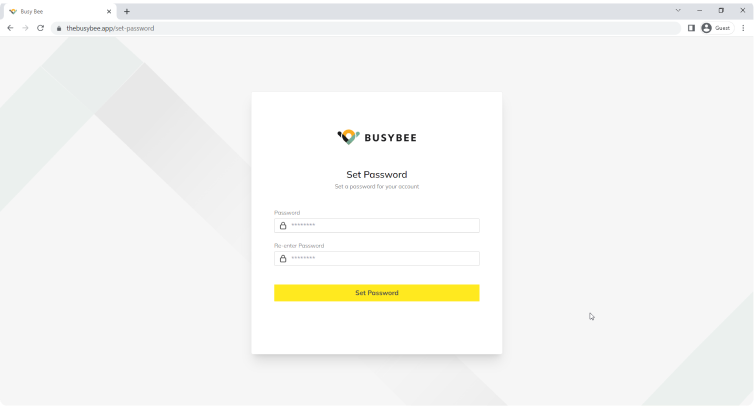 Busy Bee
thebusybee.app/set-password
Guest
BUSYBEE
Set Password
Set a password for your account
Password
********
Re-enter Password
********
Set Password